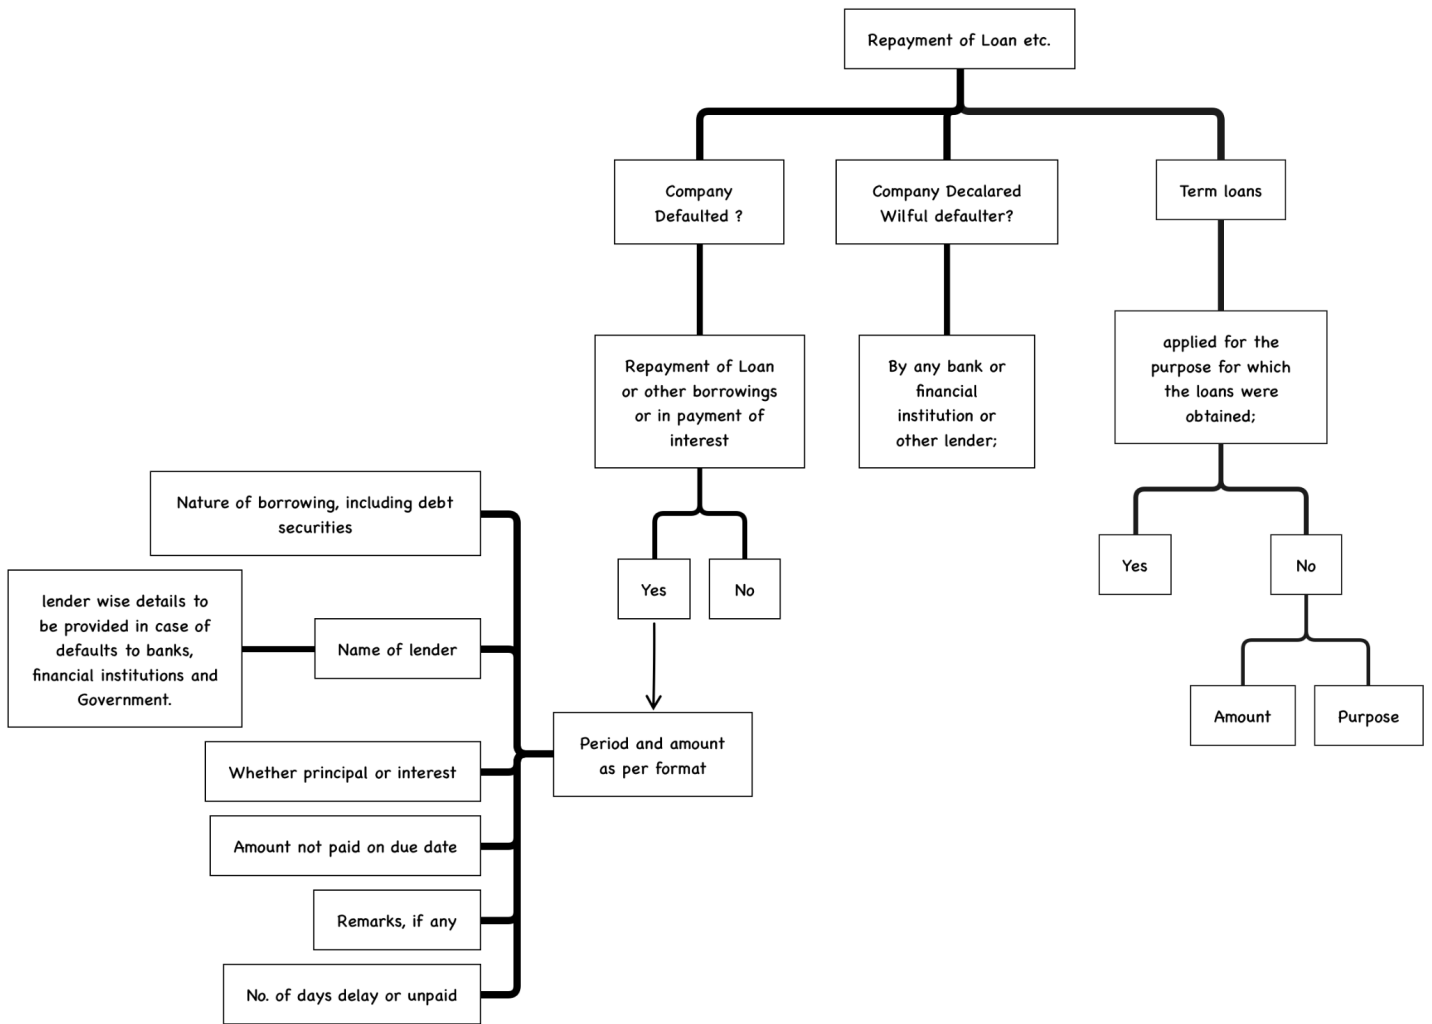 Repayment of Loan etc.
Company
Defaulted ?
Company Decalared
Wilful defaulter?
Term loans
Repayment of Loan
or other borrowings
or in payment of
interest
By any bank or
financial
institution or
other lender;
applied for the
purpose for which
the loans were
obtained;
Yes
No
Yes
No
Amount
Purpose
Period and amount
as per format
Nature of borrowing, including debt
securities
Name of lender
lender wise details to
be provided in case of
defaults to banks,
financial institutions and
Government.
Whether principal or interest
Amount not paid on due date
Remarks, if any
No. of days delay or unpaid